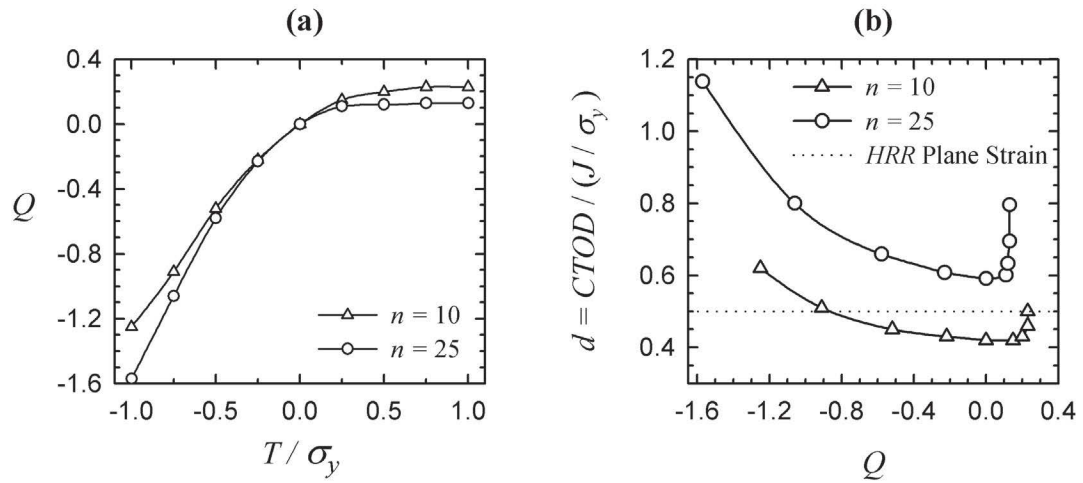 (a)
Q
0.4
0.0
-0.4
-0.8
-1.2
-1.6
n = 10
n = 25
-1.0 -0.5 0.0 0.5 1.0
T / σy
(b)
d = CTOD / (J / σy)
1.2
1.0
0.8
0.6
0.4
n = 10
n = 25
HRR Plane Strain
-1.6 -1.2 -0.8 -0.4 0.0 0.4
Q